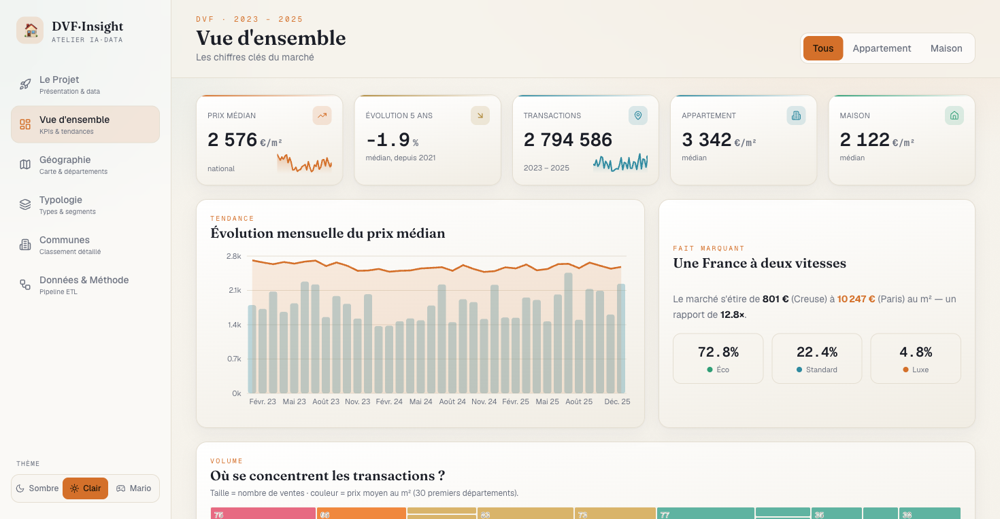 DVF·Insight
ATELIER IA·DATA
Le Projet
Présentation & data
Vue d'ensemble
KPIs & tendances
Géographie
Carte & départements
Typologie
Types & segments
Communes
Classement détaillé
Données & Méthode
Pipeline ETL
THÈME
Sombre
Clair
Mario
DVF · 2023 – 2025
Vue d'ensemble
Les chiffres clés du marché
Tous
Appartement
Maison
PRIX MÉDIAN
2 576 €/m²
national
ÉVOLUTION 5 ANS
-1.9 %
médian, depuis 2021
TRANSACTIONS
2 794 586
2023 – 2025
APPARTEMENT
3 342 €/m²
médian
MAISON
2 122 €/m²
médian
TENDANCE
Évolution mensuelle du prix médian
2.8k
2.1k
1.4k
0.7k
0k
Févr. 23 Mai 23 Août 23 Nov. 23 Févr. 24 Mai 24 Août 24 Nov. 24 Févr. 25 Mai 25 Août 25 Déc. 25
FAIT MARQUANT
Une France à deux vitesses
Le marché s'étire de 801 € (Creuse) à 10 247 € (Paris) au m² — un
rapport de 12.8×.
72.8%
Éco
22.4%
Standard
4.8%
Luxe
VOLUME
Où se concentrent les transactions ?
Taille = nombre de ventes · couleur = prix moyen au m² (30 premiers départements).
75
77
35